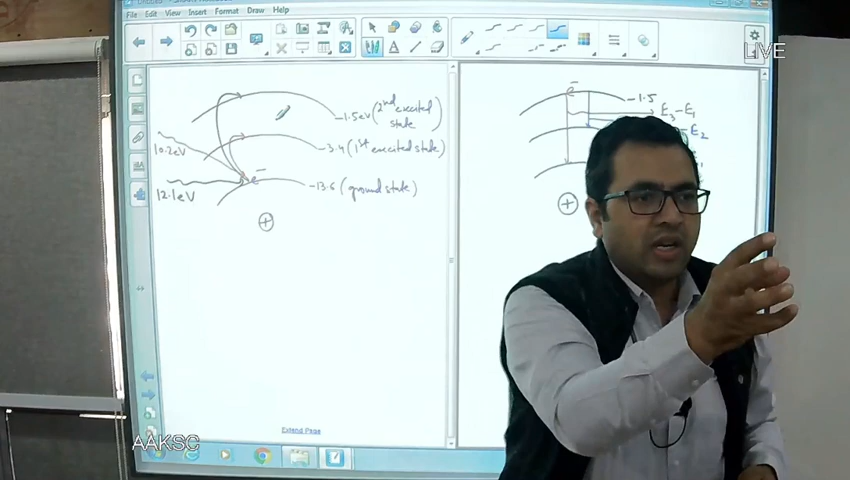 File Edit View Insert Format Draw Help
LIVE
-1.5eV (2nd excited
state)
-3.4 (1st excited state)
10.2eV
-13.6 (ground state)
12.1eV
+
Extend Page
-1.5
E3-E1
E2
+
AAKSC